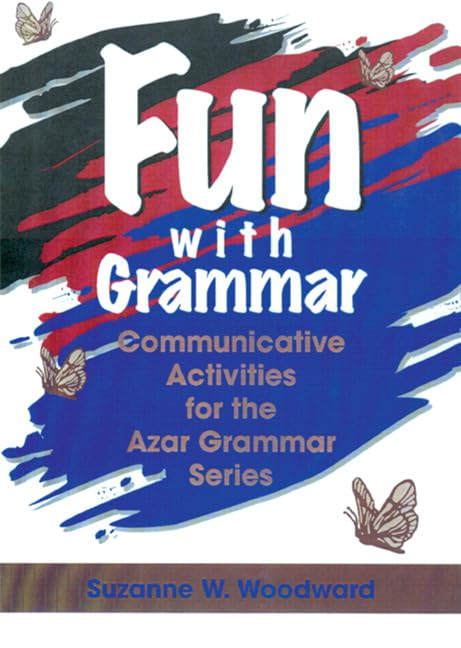 Fun
with
Grammar
Communicative
Activities
for the
Azar Grammar
Series
Suzanne W. Woodward